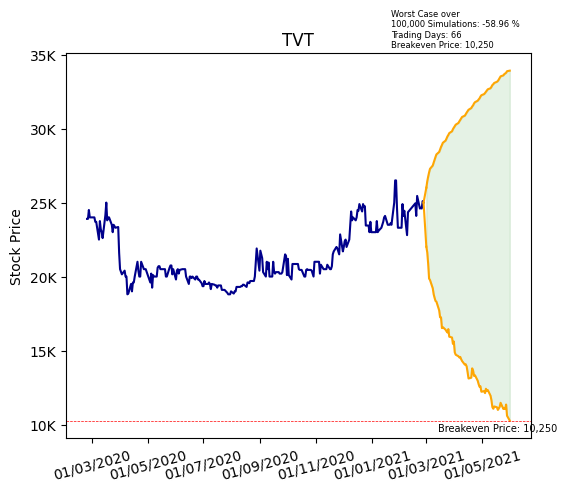 Worst Case over
100,000 Simulations: -58.96 %
Trading Days: 66
Breakeven Price: 10,250
TVT
Stock Price
35K
30K
25K
20K
15K
10K
Breakeven Price: 10,250
01/03/2020
01/05/2020
01/07/2020
01/09/2020
01/11/2020
01/01/2021
01/03/2021
01/05/2021